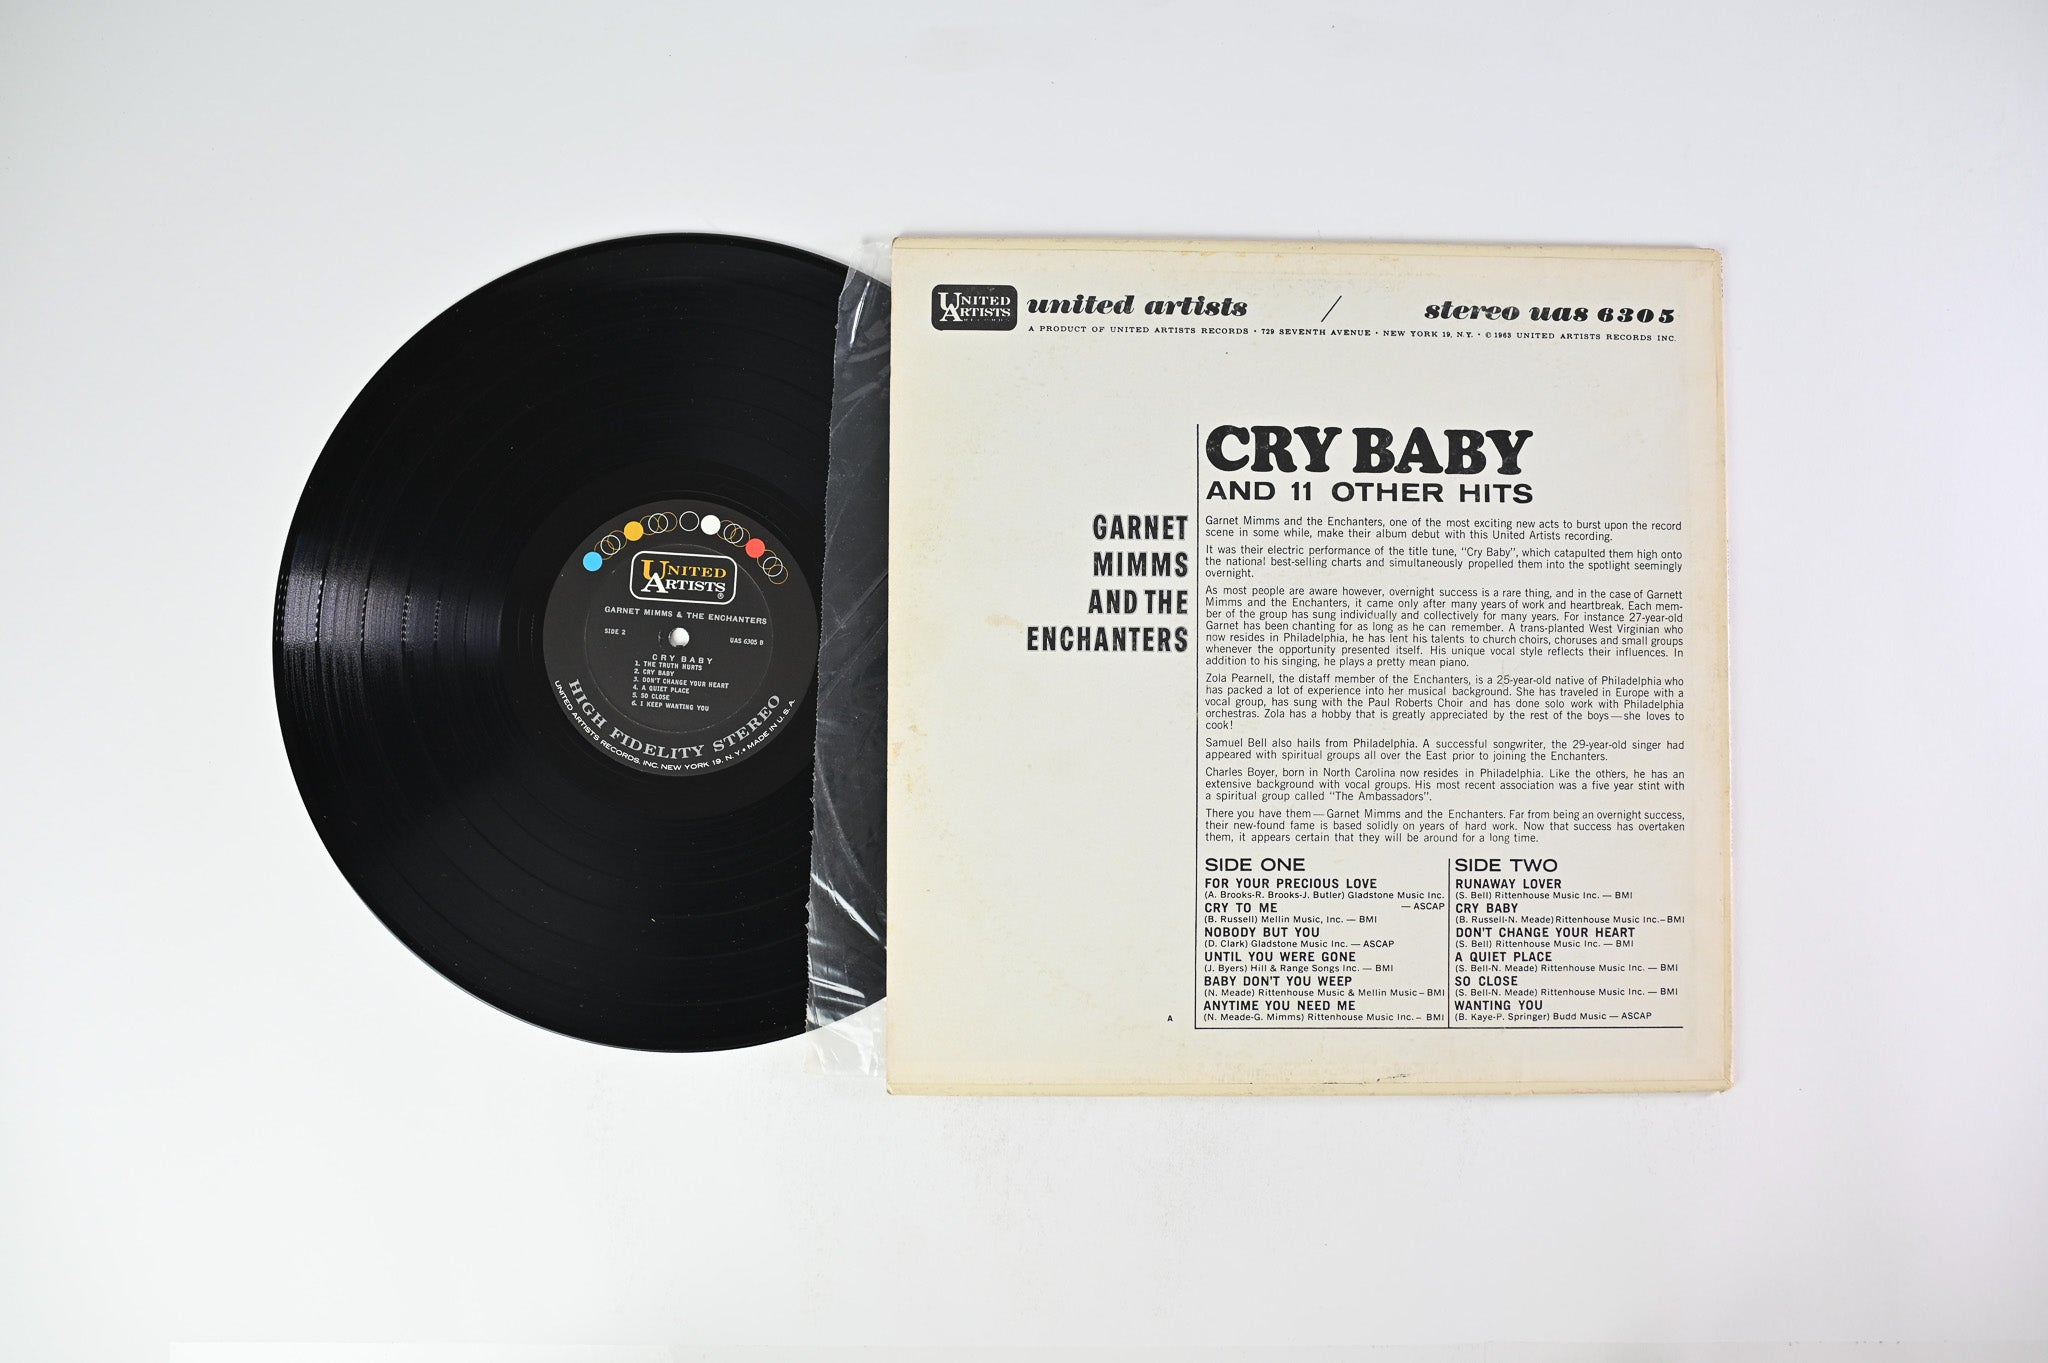 UNITED
ARTISTS
®
GARNET MIMMS & THE ENCHANTERS
SIDE 2
UAS 6305 B
CRY BABY
1. THE TRUTH HURTS
2. CRY BABY
3. DON'T CHANGE YOUR HEART
4. A QUIET PLACE
5. SO CLOSE
6. I KEEP WANTING YOU
HIGH FIDELITY STEREO
UNITED ARTISTS RECORDS, INC. NEW YORK 19, N.Y. • MADE IN U.S.A.
UNITED
ARTISTS
RECORDS
united artists / stereo uas 6305
A PRODUCT OF UNITED ARTISTS RECORDS • 729 SEVENTH AVENUE • NEW YORK 19, N.Y. • © 1963 UNITED ARTISTS RECORDS INC.
GARNET
MIMMS
AND THE
ENCHANTERS
CRY BABY
AND 11 OTHER HITS
Garnet Mimms and the Enchanters, one of the most exciting new acts to burst upon the record
scene in some while, make their album debut with this United Artists recording.
It was their electric performance of the title tune, "Cry Baby", which catapulted them high onto
the national best-selling charts and simultaneously propelled them into the spotlight seemingly
overnight.
As most people are aware however, overnight success is a rare thing, and in the case of Garnett
Mimms and the Enchanters, it came only after many years of work and heartbreak. Each mem-
ber of the group has sung individually and collectively for many years. For instance 27-year-old
Garnet has been chanting for as long as he can remember. A trans-planted West Virginian who
now resides in Philadelphia, he has lent his talents to church choirs, choruses and small groups
whenever the opportunity presented itself. His unique vocal style reflects their influences. In
addition to his singing, he plays a pretty mean piano.
Zola Pearnell, the distaff member of the Enchanters, is a 25-year-old native of Philadelphia who
has packed a lot of experience into her musical background. She has traveled in Europe with a
vocal group, has sung with the Paul Roberts Choir and has done solo work with Philadelphia
orchestras. Zola has a hobby that is greatly appreciated by the rest of the boys—she loves to
cook!
Samuel Bell also hails from Philadelphia. A successful songwriter, the 29-year-old singer had
appeared with spiritual groups all over the East prior to joining the Enchanters.
Charles Boyer, born in North Carolina now resides in Philadelphia. Like the others, he has an
extensive background with vocal groups. His most recent association was a five year stint with
a spiritual group called "The Ambassadors".
There you have them—Garnet Mimms and the Enchanters. Far from being an overnight success,
their new-found fame is based solidly on years of hard work. Now that success has overtaken
them, it appears certain that they will be around for a long time.
SIDE ONE
FOR YOUR PRECIOUS LOVE
(A. Brooks-R. Brooks-J. Butler) Gladstone Music Inc.
CRY TO ME — ASCAP
(B. Russell) Mellin Music, Inc. — BMI
NOBODY BUT YOU
(D. Clark) Gladstone Music Inc. — ASCAP
UNTIL YOU WERE GONE
(J. Byers) Hill & Range Songs Inc. — BMI
BABY DON'T YOU WEEP
(N. Meade) Rittenhouse Music & Mellin Music – BMI
ANYTIME YOU NEED ME
(N. Meade-G. Mimms) Rittenhouse Music Inc. – BMI
SIDE TWO
RUNAWAY LOVER
(S. Bell) Rittenhouse Music Inc. — BMI
CRY BABY
(B. Russell-N. Meade) Rittenhouse Music Inc.–BMI
DON'T CHANGE YOUR HEART
(S. Bell) Rittenhouse Music Inc. — BMI
A QUIET PLACE
(S. Bell-N. Meade) Rittenhouse Music Inc. — BMI
SO CLOSE
(S. Bell-N. Meade) Rittenhouse Music Inc. — BMI
WANTING YOU
(B. Kaye-P. Springer) Budd Music — ASCAP
A